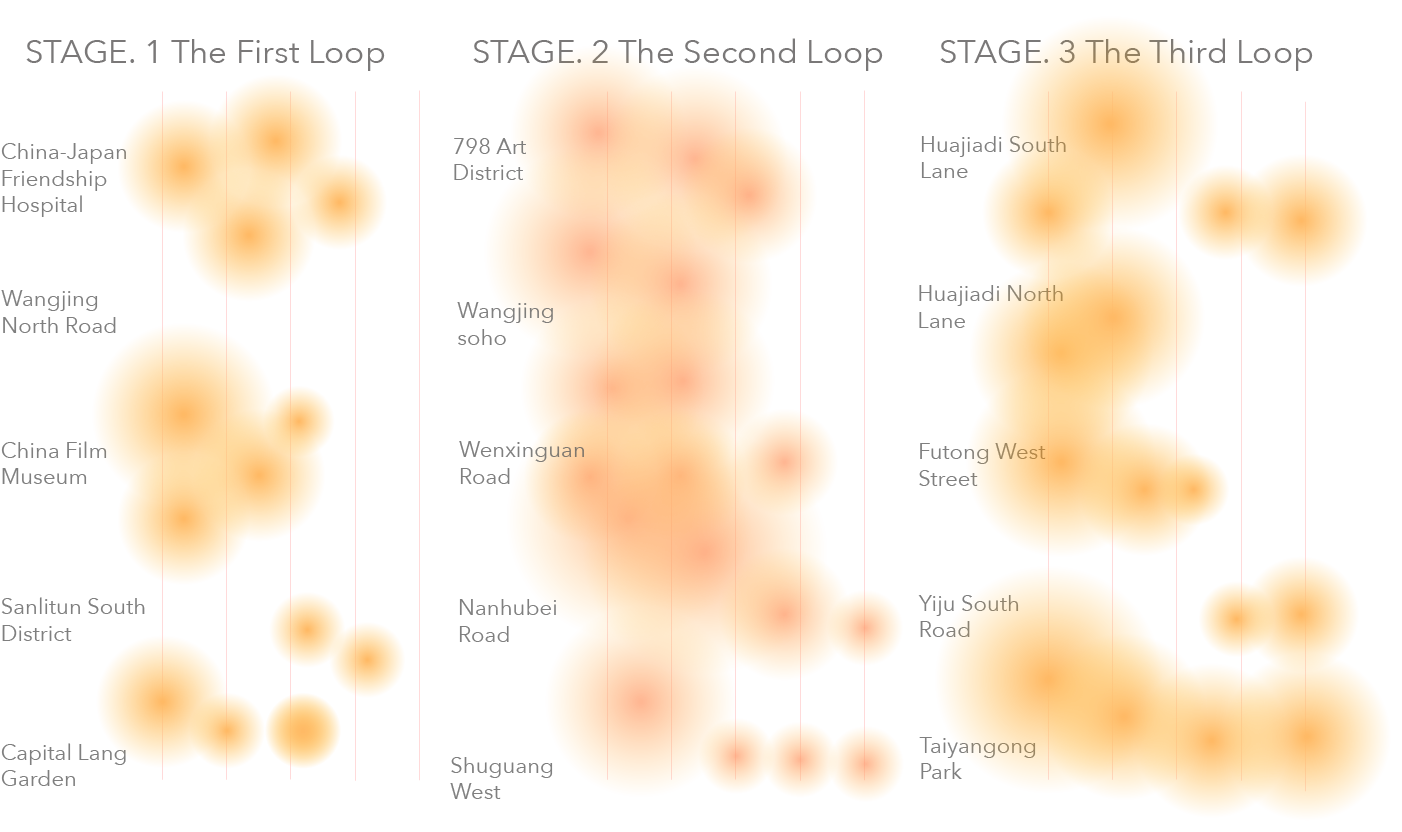 STAGE. 1 The First Loop
China-Japan
Friendship
Hospital
Wangjing
North Road
China Film
Museum
Sanlitun South
District
Capital Lang
Garden
STAGE. 2 The Second Loop
798 Art
District
Wangjing
soho
Wenxinguan
Road
Nanhubei
Road
Shuguang
West
STAGE. 3 The Third Loop
Huajiadi South
Lane
Huajiadi North
Lane
Futong West
Street
Yiju South
Road
Taiyangong
Park